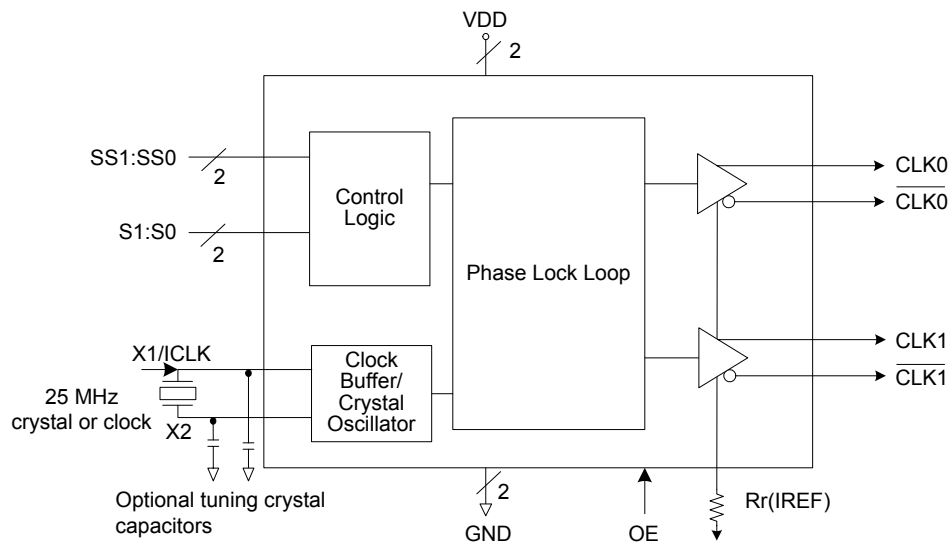 VDD
2
SS1:SS0
2
S1:S0
2
Control
Logic
Phase Lock Loop
CLK0
CLK0
X1/ICLK
25 MHz
crystal or clock
X2
Clock
Buffer/
Crystal
Oscillator
CLK1
CLK1
Optional tuning crystal
capacitors
2
GND
OE
Rr(IREF)